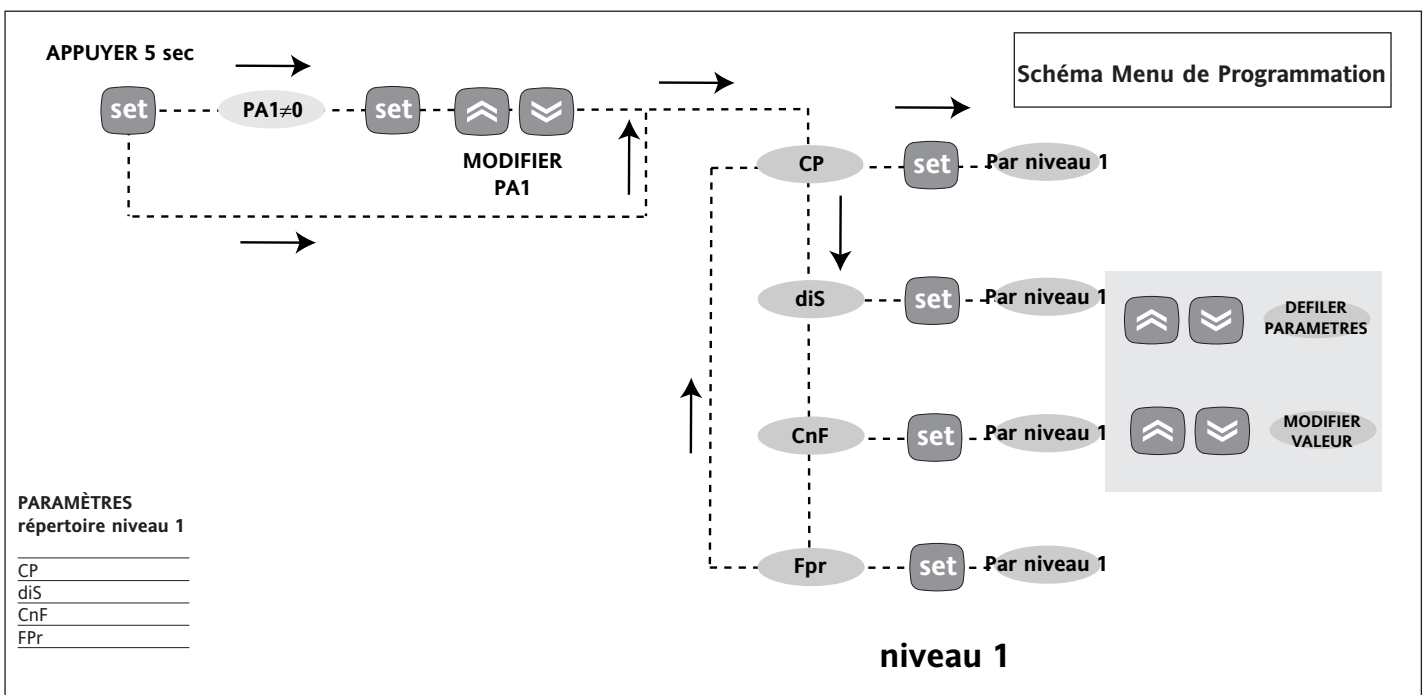 APPUYER 5 sec
Schéma Menu de Programmation
set
PA1≠0
set
MODIFIER
PA1
CP
set
Par niveau 1
diS
set
Par niveau 1
DEFILER
PARAMETRES
CnF
set
Par niveau 1
MODIFIER
VALEUR
PARAMÈTRES
répertoire niveau 1
CP
diS
CnF
FPr
Fpr
set
Par niveau 1
niveau 1